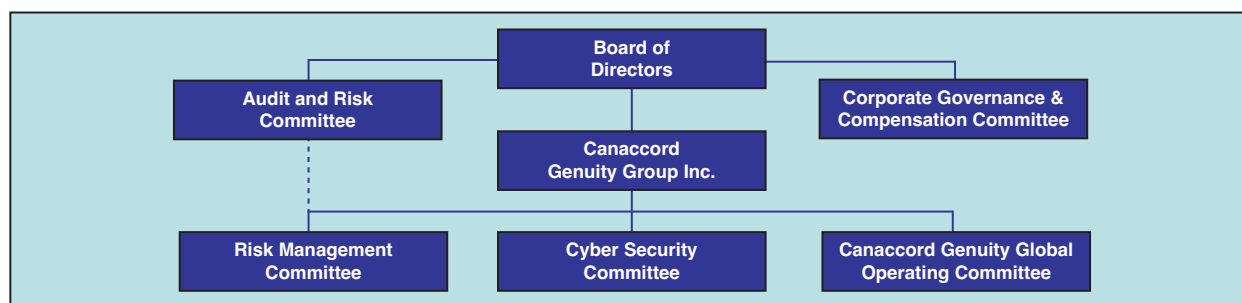 Board of
Directors
Audit and Risk
Committee
Corporate Governance &
Compensation Committee
Canaccord
Genuity Group Inc.
Risk Management
Committee
Cyber Security
Committee
Canaccord Genuity Global
Operating Committee